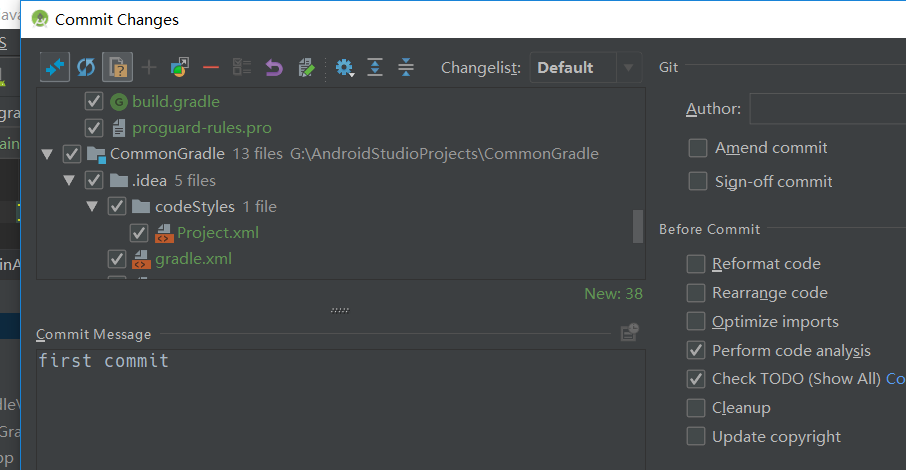 Commit Changes
Changelist: Default
build.gradle
proguard-rules.pro
CommonGradle 13 files G:\AndroidStudioProjects\CommonGradle
.idea 5 files
codeStyles 1 file
Project.xml
gradle.xml
New: 38
Commit Message
first commit
Git
Author:
Amend commit
Sign-off commit
Before Commit
Reformat code
Rearrange code
Optimize imports
Perform code analysis
Check TODO (Show All) Co
Cleanup
Update copyright